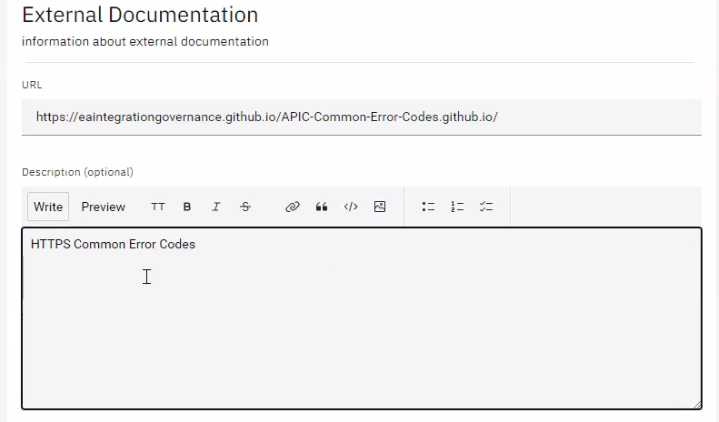 External Documentation
information about external documentation
URL
https://eaintegrationgovernance.github.io/APIC-Common-Error-Codes.github.io/
Description (optional)
Write Preview TT B I S
HTTPS Common Error Codes